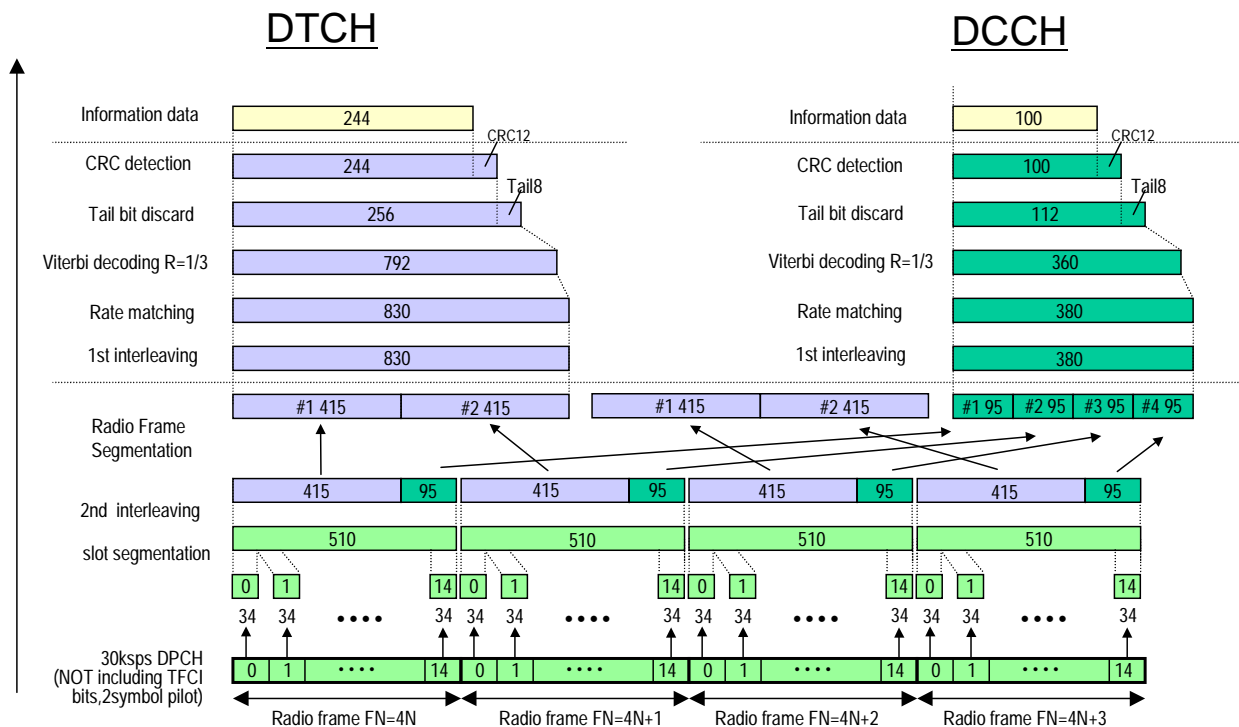 DTCH
DCCH
Information data
244
Information data
100
CRC12
CRC12
CRC detection
244
CRC detection
100
Tail8
Tail8
Tail bit discard
256
Tail bit discard
112
Viterbi decoding R=1/3
792
Viterbi decoding R=1/3
360
Rate matching
830
Rate matching
380
1st interleaving
830
1st interleaving
380
#1 415
#2 415
#1 415
#2 415
#1 95
#2 95
#3 95
#4 95
Radio Frame
Segmentation
415
95
415
95
415
95
415
95
2nd interleaving
510
510
510
510
slot segmentation
0
1
14
0
1
14
0
1
14
0
1
14
34
34
••••
34
34
34
••••
34
34
34
••••
34
34
34
••••
34
30ksps DPCH
(NOT including TFCI
bits,2symbol pilot)
0
1
••••
14
0
1
••••
14
0
1
••••
14
0
1
••••
14
Radio frame FN=4N
Radio frame FN=4N+1
Radio frame FN=4N+2
Radio frame FN=4N+3